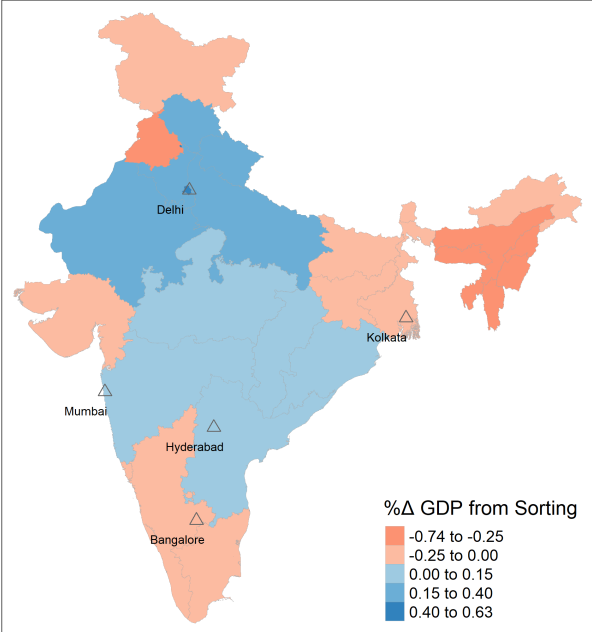 Delhi
Kolkata
Mumbai
Hyderabad
Bangalore
%Δ GDP from Sorting
-0.74 to -0.25
-0.25 to 0.00
0.00 to 0.15
0.15 to 0.40
0.40 to 0.63